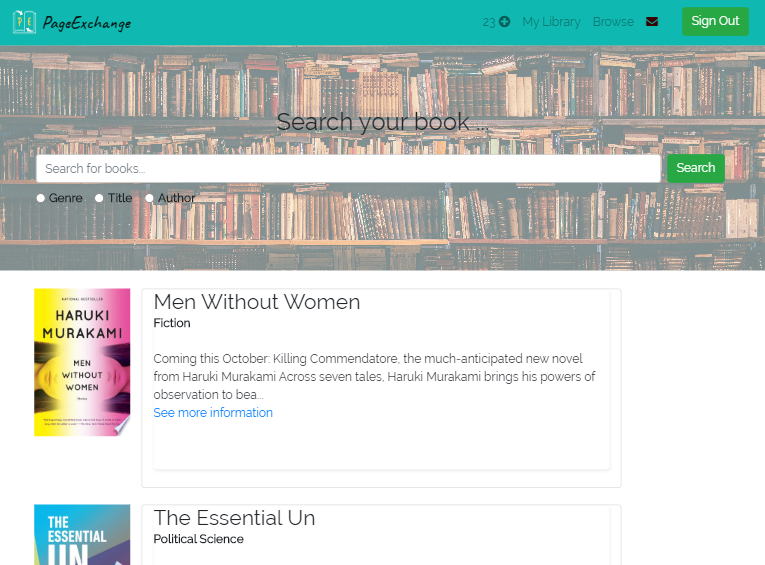 P E PageExchange
23 My Library Browse Sign Out
Search your book ...
Search for books... Search
Genre Title Author
NATIONAL BESTSELLER
HARUKI
MURAKAMI
MEN
WITHOUT
WOMEN
Men Without Women
Fiction
Coming this October: Killing Commendatore, the much-anticipated new novel
from Haruki Murakami Across seven tales, Haruki Murakami brings his powers of
observation to bea...
See more information
THE
ESSENTIAL
UN
The Essential Un
Political Science